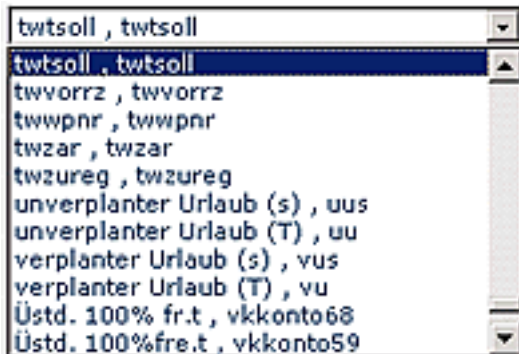 twtsoll , twtsoll
twtsoll , twtsoll
twvorrz , twvorrz
twwpnr , twwpnr
twzar , twzar
twzureg , twzureg
unverplanter Urlaub (s) , uus
unverplanter Urlaub (T) , uu
verplanter Urlaub (s) , vus
verplanter Urlaub (T) , vu
Üstd. 100% fr.t , vkkonto68
Üstd. 100%fre.t , vkkonto59